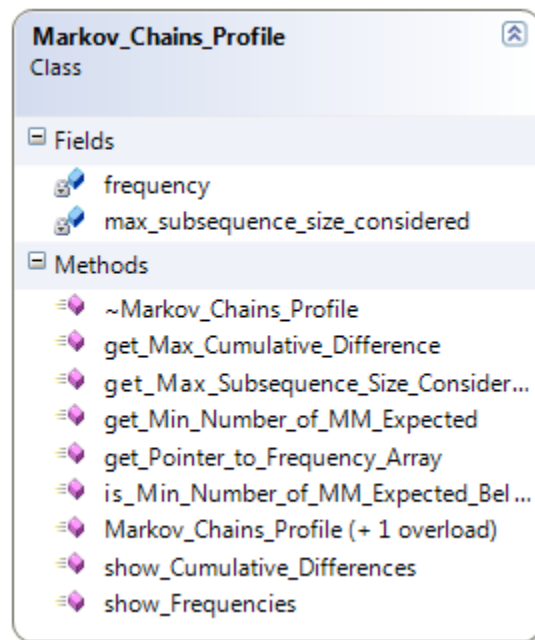 Markov_Chains_Profile
Class
Fields
frequency
max_subsequence_size_considered
Methods
~Markov_Chains_Profile
get_Max_Cumulative_Difference
get_Max_Subsequence_Size_Consider...
get_Min_Number_of_MM_Expected
get_Pointer_to_Frequency_Array
is_Min_Number_of_MM_Expected_Bel...
Markov_Chains_Profile (+ 1 overload)
show_Cumulative_Differences
show_Frequencies